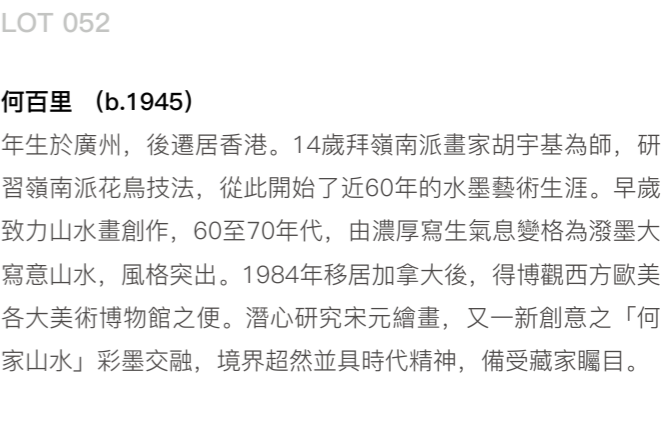 LOT 052
何百里 （b.1945）
年生於廣州，後遷居香港。14歲拜嶺南派畫家胡宇基為師，研
習嶺南派花鳥技法，從此開始了近60年的水墨藝術生涯。早歲
致力山水畫創作，60至70年代，由濃厚寫生氣息變格為潑墨大
寫意山水，風格突出。1984年移居加拿大後，得博觀西方歐美
各大美術博物館之便。潛心研究宋元繪畫，又一新創意之「何
家山水」彩墨交融，境界超然並具時代精神，備受藏家矚目。